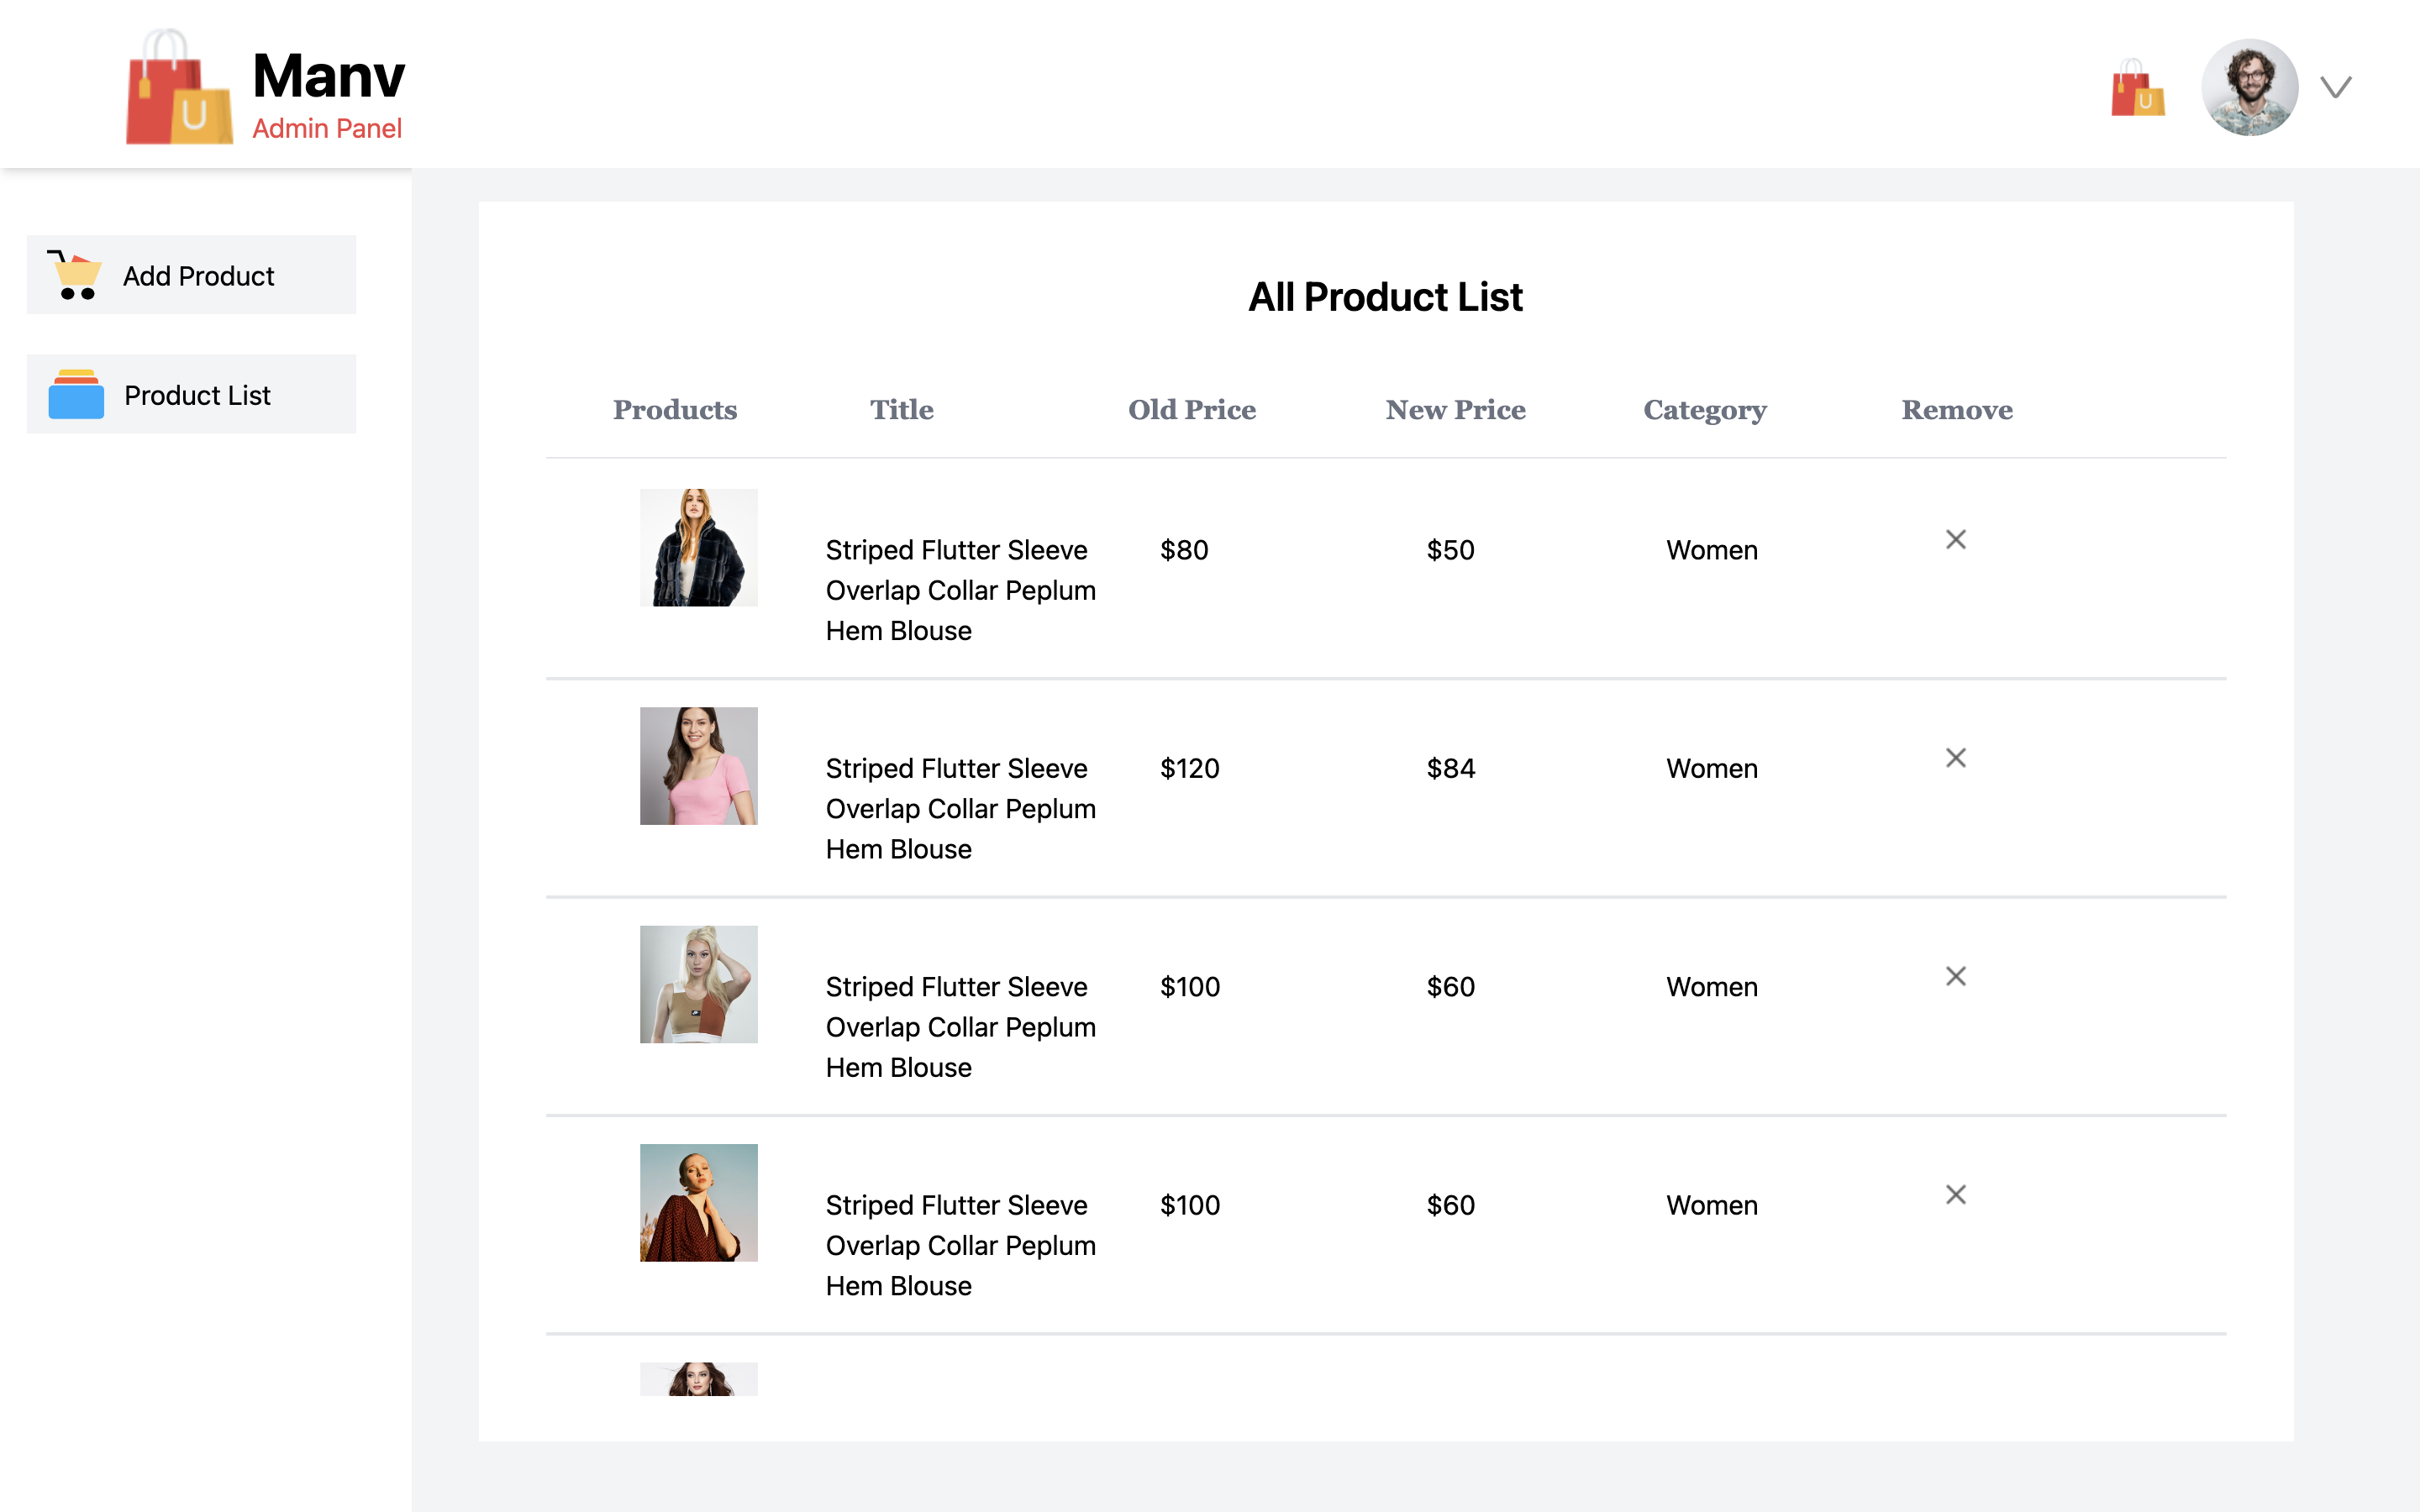 Manv
Admin Panel
Add Product
Product List
All Product List
Products Title Old Price New Price Category Remove
Striped Flutter Sleeve $80 $50 Women
Overlap Collar Peplum
Hem Blouse
Striped Flutter Sleeve $120 $84 Women
Overlap Collar Peplum
Hem Blouse
Striped Flutter Sleeve $100 $60 Women
Overlap Collar Peplum
Hem Blouse
Striped Flutter Sleeve $100 $60 Women
Overlap Collar Peplum
Hem Blouse